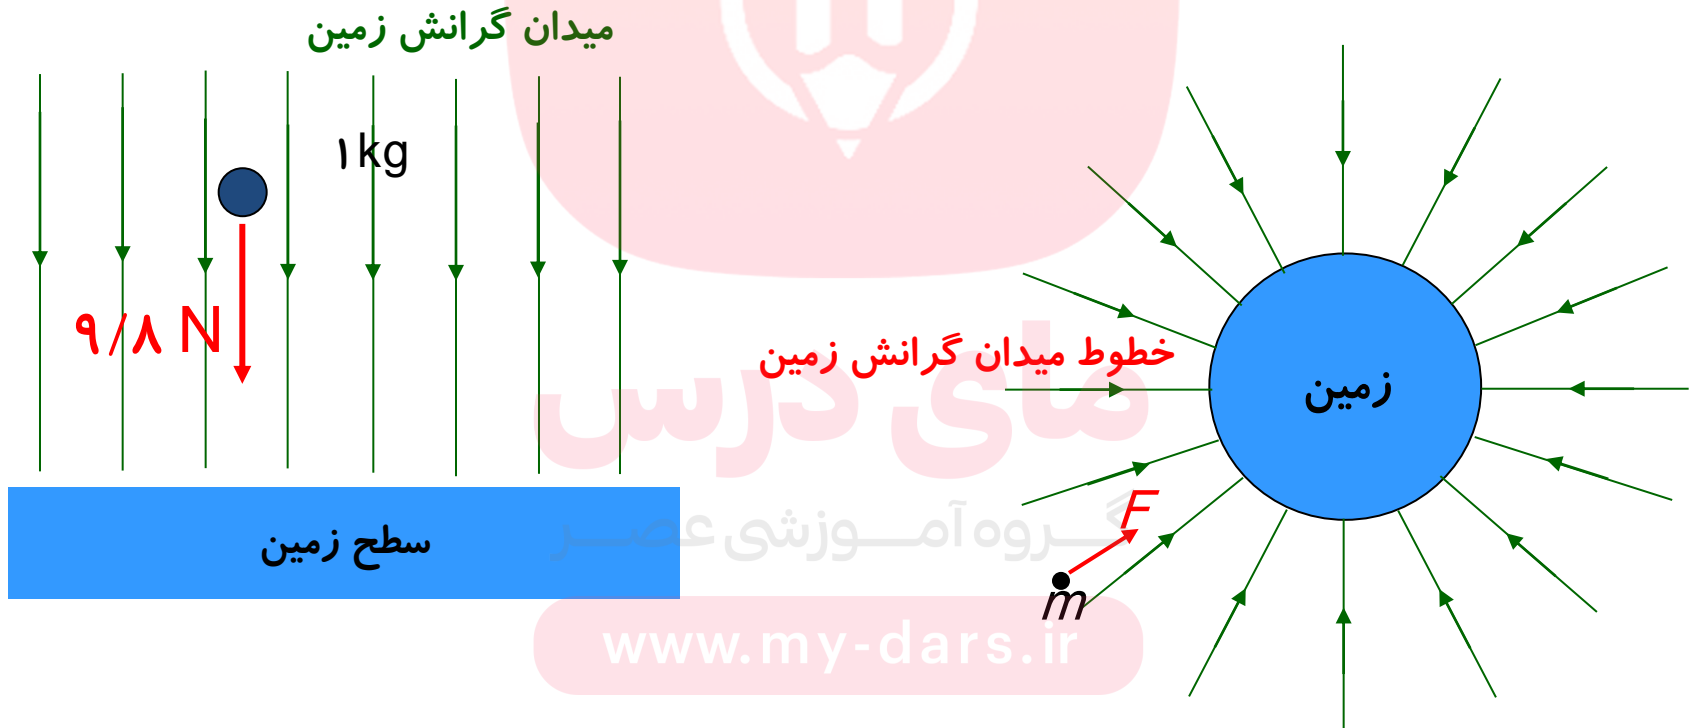 میدان گرانش زمین
۱kg
۹/۸ N
سطح زمین
خطوط میدان گرانش زمین
زمین
F
m
مای درس
گروه آموزشی عصر
www.my-dars.ir